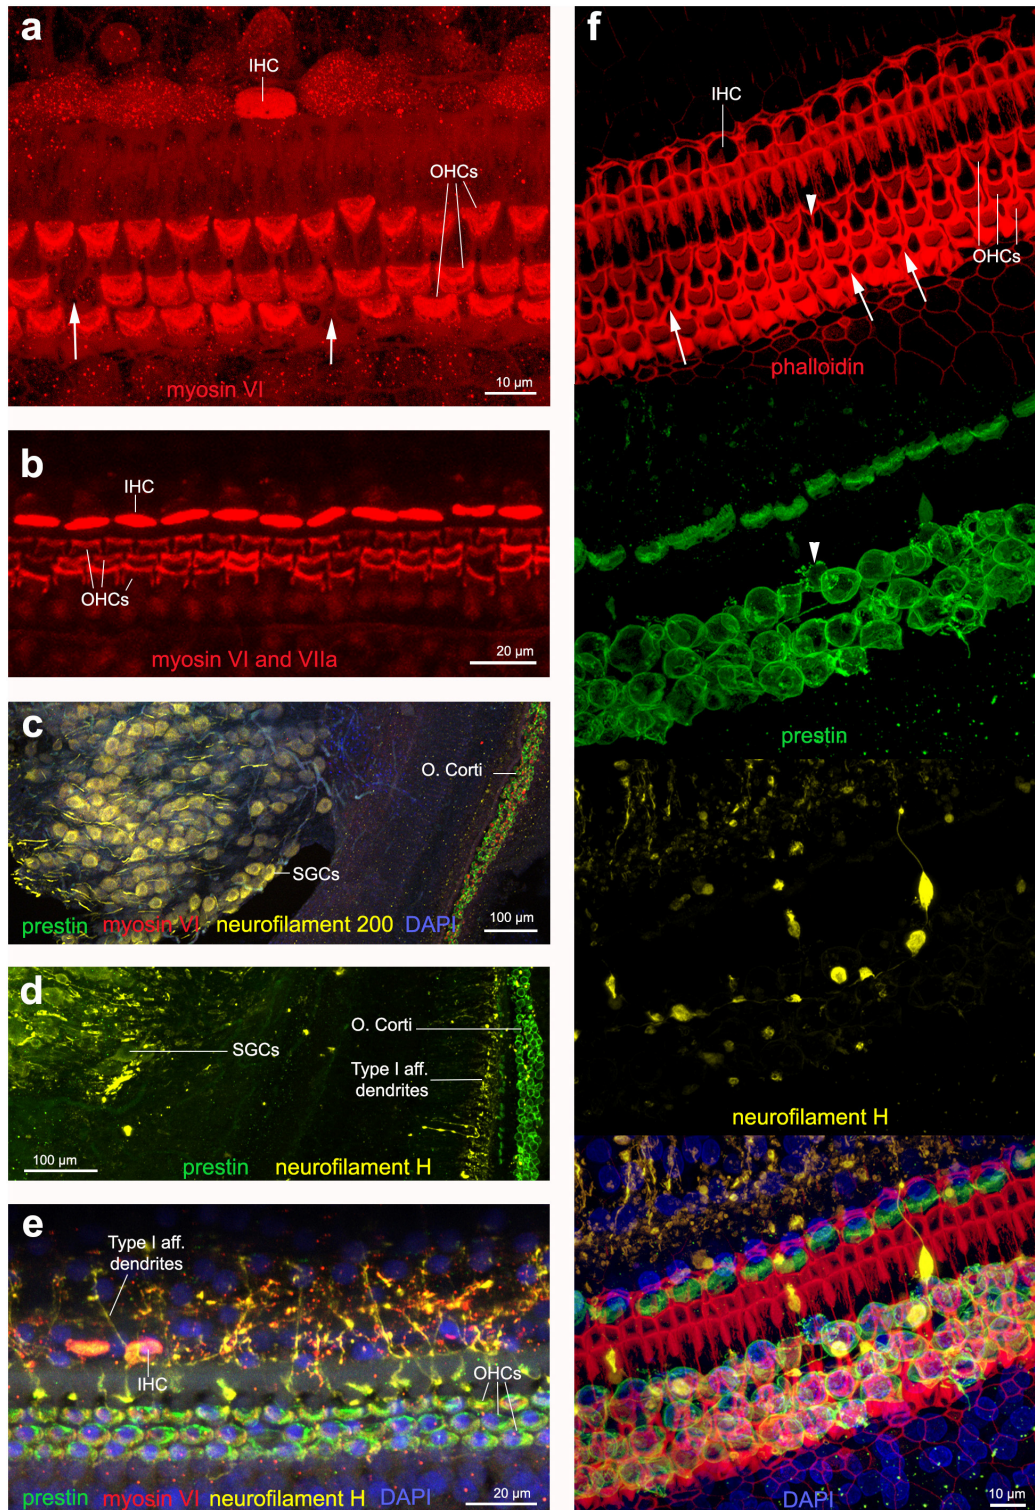 a
IHC
OHCs
myosin VI
10 µm
b
IHC
OHCs
myosin VI and VIIa
20 µm
c
O. Corti
SGCs
prestin myosin VI neurofilament 200 DAPI
100 µm
d
O. Corti
SGCs
Type I aff.
dendrites
100 µm
prestin neurofilament H
e
Type I aff.
dendrites
IHC
OHCs
prestin myosin VI neurofilament H DAPI
20 µm
f
IHC
OHCs
phalloidin
prestin
neurofilament H
DAPI
10 µm